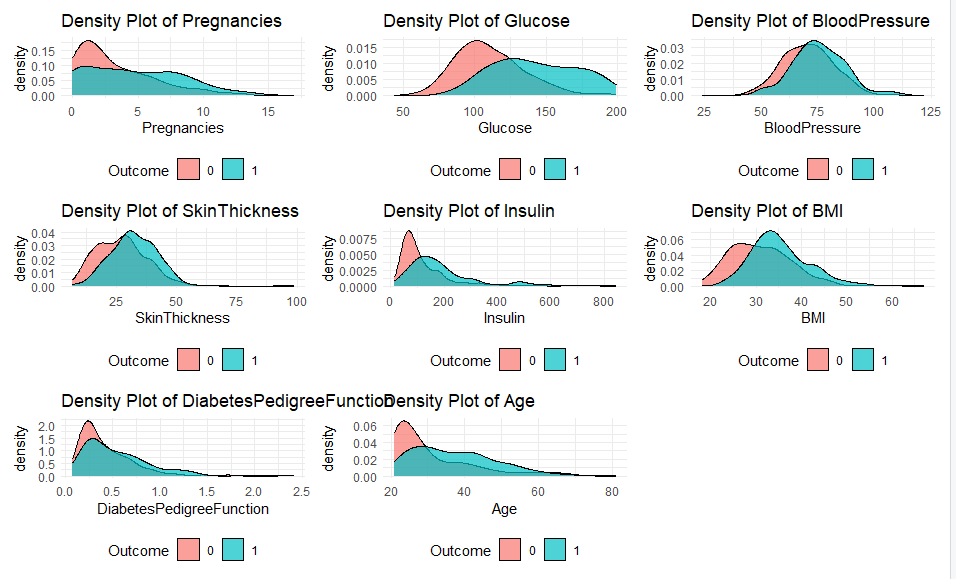 Density Plot of Pregnancies
density
0.15
0.10
0.05
0.00
0 5 10 15
Pregnancies
Outcome 0 1
Density Plot of Glucose
density
0.015
0.010
0.005
0.000
50 100 150 200
Glucose
Outcome 0 1
Density Plot of BloodPressure
density
0.03
0.02
0.01
0.00
25 50 75 100 125
BloodPressure
Outcome 0 1
Density Plot of SkinThickness
density
0.04
0.03
0.02
0.01
0.00
25 50 75 100
SkinThickness
Outcome 0 1
Density Plot of Insulin
density
0.0075
0.0050
0.0025
0.0000
0 200 400 600 800
Insulin
Outcome 0 1
Density Plot of BMI
density
0.06
0.04
0.02
0.00
20 30 40 50 60
BMI
Outcome 0 1
Density Plot of DiabetesPedigreeFunction
density
2.0
1.5
1.0
0.5
0.0
0.0 0.5 1.0 1.5 2.0 2.5
DiabetesPedigreeFunction
Outcome 0 1
Density Plot of Age
density
0.06
0.04
0.02
0.00
20 40 60 80
Age
Outcome 0 1